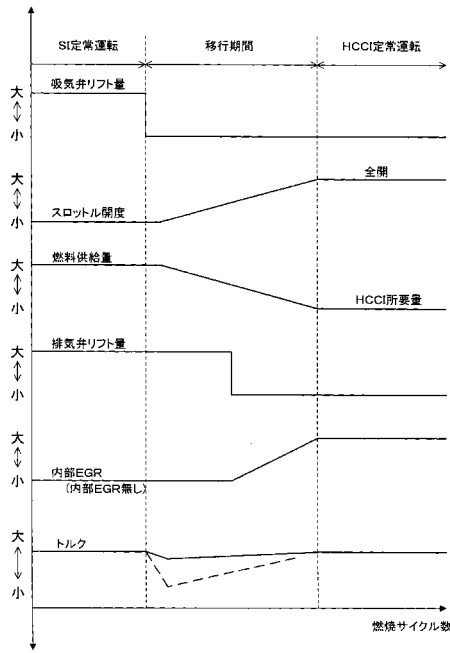 SI定常運転
移行期間
HCCI定常運転
吸気弁リフト量
大
小
全開
大
スロットル開度
小
燃料供給量
大
HCCI所要量
小
排気弁リフト量
大
小
大
内部EGR
小
(内部EGR無し)
トルク
大
小
燃焼サイクル数